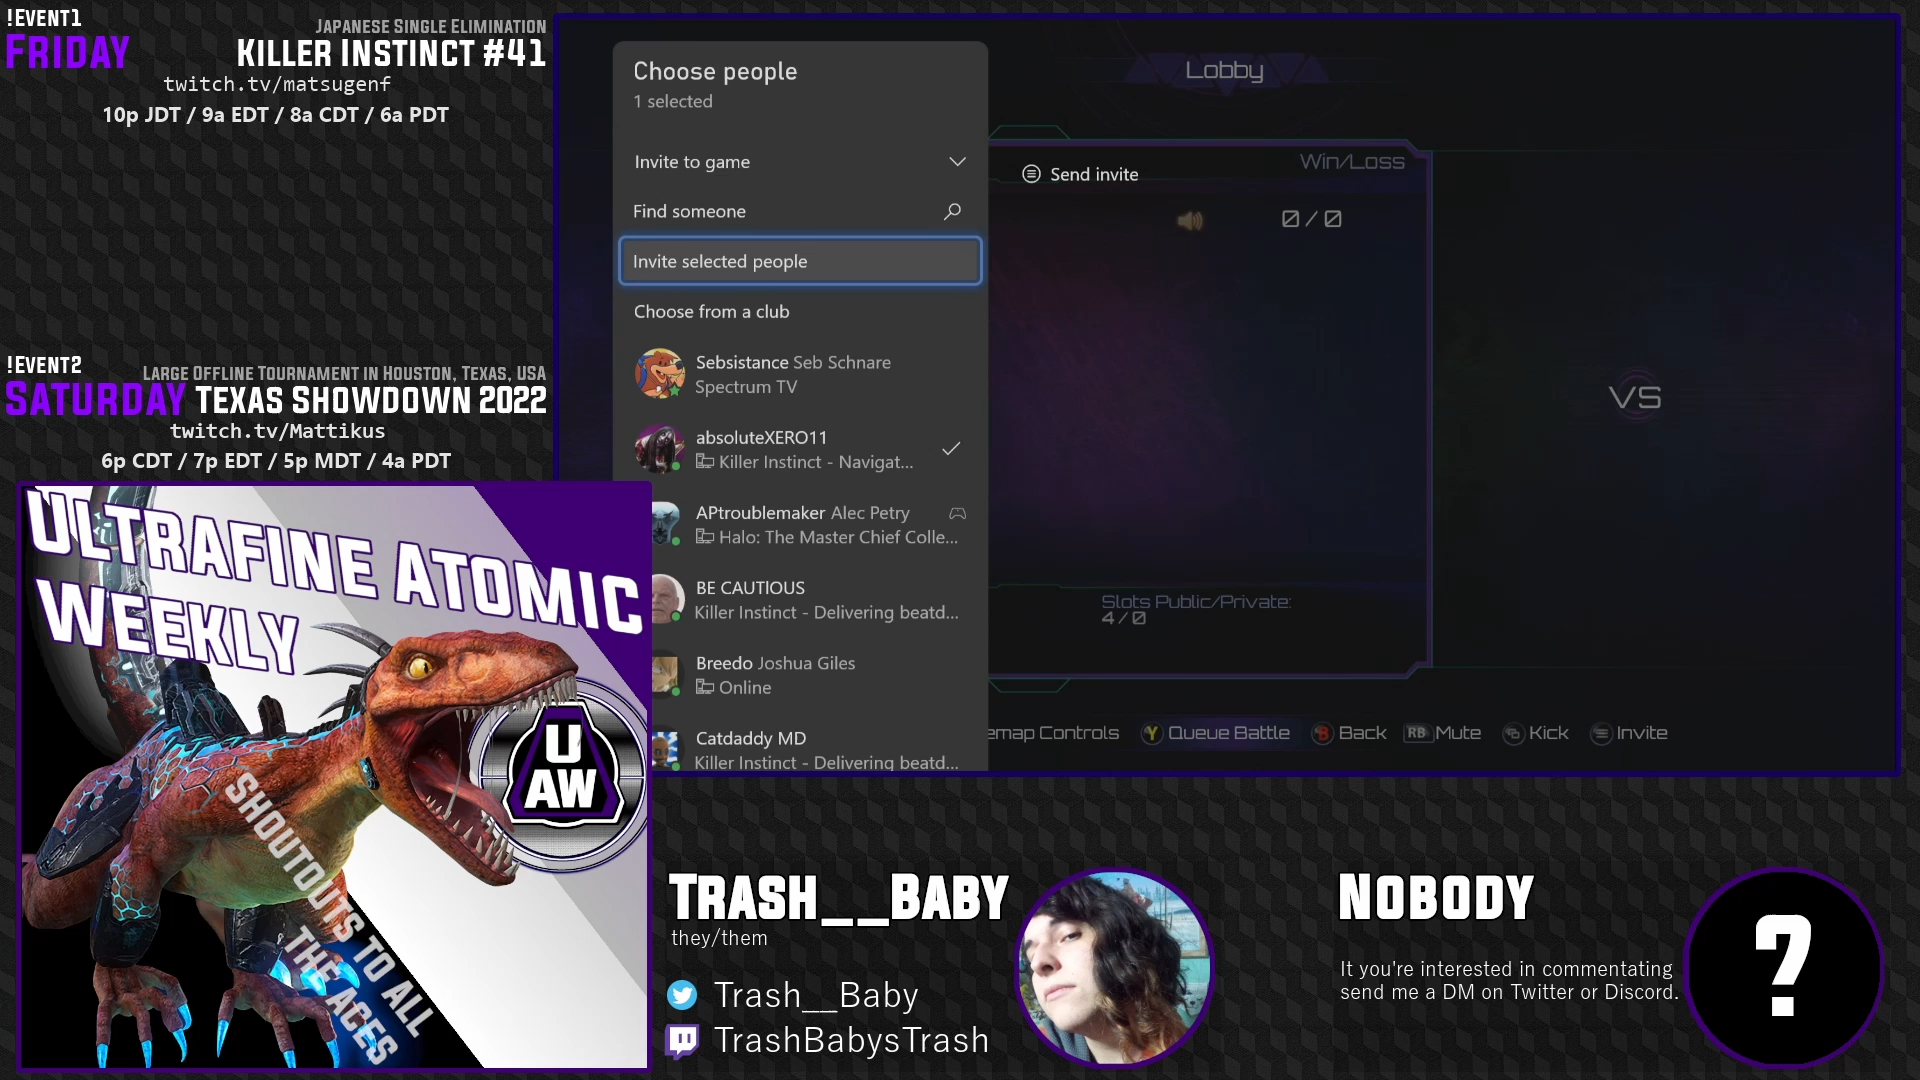 !Event1
Friday
Japanese Single Elimination
Killer Instinct #41
twitch.tv/matsugenf
10p JDT / 9a EDT / 8a CDT / 6a PDT
!Event2
Saturday
Large Offline Tournament in Houston, Texas, USA
Texas Showdown 2022
twitch.tv/Mattikus
6p CDT / 7p EDT / 5p MDT / 4a PDT
Ultrafine Atomic
Weekly
U
AW
Shoutouts to all
the aces
Choose people
1 selected
Invite to game
Find someone
Invite selected people
Choose from a club
Sebsistance Seb Schnare
Spectrum TV
absoluteXERO11
Killer Instinct - Navigat...
APtroublemaker Alec Petry
Halo: The Master Chief Colle...
BE CAUTIOUS
Killer Instinct - Delivering beatd...
Breedo Joshua Giles
Online
Catdaddy MD
Killer Instinct - Delivering beatd...
Send invite
Lobby
Win/Loss
0/0
VS
Slots Public/Private:
4/0
emap Controls
Y Queue Battle
B Back
RB Mute
Kick
Invite
Trash__Baby
they/them
Trash__Baby
TrashBabysTrash
Nobody
It you're interested in commentating
send me a DM on Twitter or Discord.
?